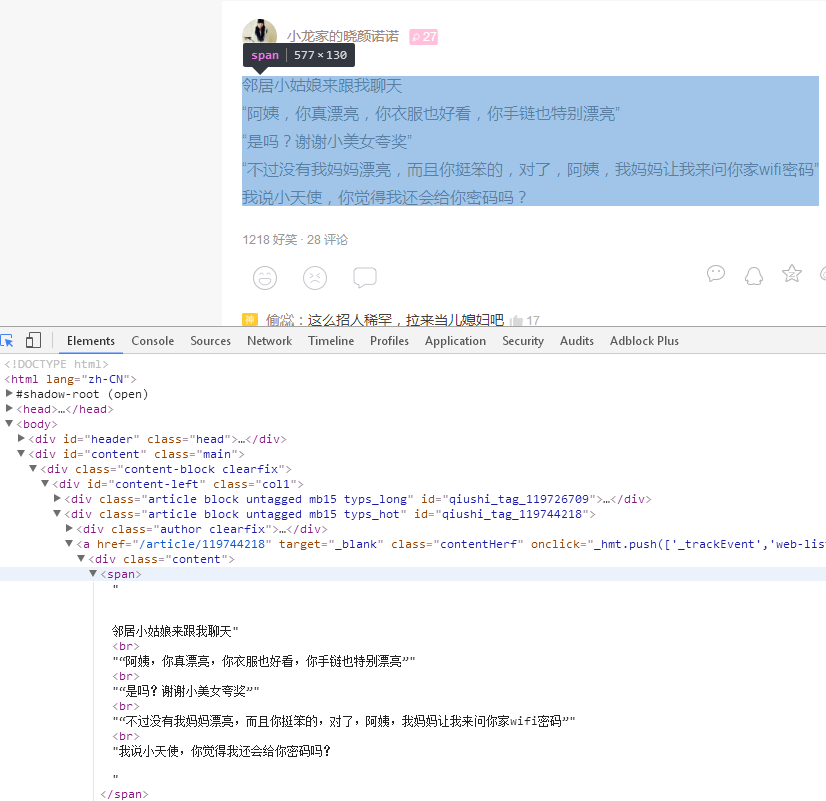 小龙家的晓颜诺诺 27
span 577 × 130
邻居小姑娘来跟我聊天
“阿姨，你真漂亮，你衣服也好看，你手链也特别漂亮”
“是吗？谢谢小美女夸奖”
“不过没有我妈妈漂亮，而且你挺笨的，对了，阿姨，我妈妈让我来问你家wifi密码”
我说小天使，你觉得我还会给你密码吗？
1218 好笑 · 28 评论
神 偷忿：这么招人稀罕，拉来当儿媳妇吧 17
Elements Console Sources Network Timeline Profiles Application Security Audits Adblock Plus
<!DOCTYPE html>
<html lang="zh-CN">
#shadow-root (open)
<head>…</head>
<body>
<div id="header" class="head">…</div>
<div id="content" class="main">
<div class="content-block clearfix">
<div id="content-left" class="col1">
<div class="article block untagged mb15 typs_long" id="qiushi_tag_119726709">…</div>
<div class="article block untagged mb15 typs_hot" id="qiushi_tag_119744218">
<div class="author clearfix">…</div>
<a href="/article/119744218" target="_blank" class="contentHerf" onclick="_hmt.push(['_trackEvent','web-lis
<div class="content">
<span>
"
邻居小姑娘来跟我聊天"
<br>
"“阿姨，你真漂亮，你衣服也好看，你手链也特别漂亮”"
<br>
"“是吗？谢谢小美女夸奖”"
<br>
"“不过没有我妈妈漂亮，而且你挺笨的，对了，阿姨，我妈妈让我来问你家wifi密码”"
<br>
"我说小天使，你觉得我还会给你密码吗？
"
</span>